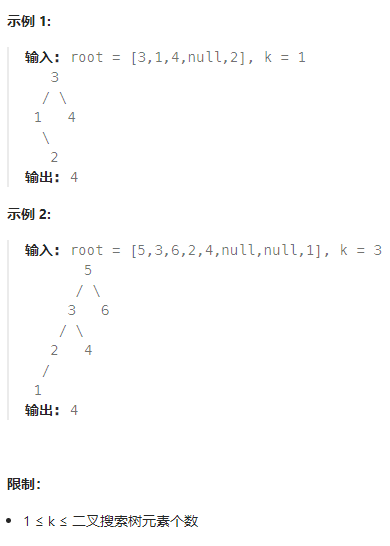 示例 1:
输入: root = [3,1,4,null,2], k = 1
3
/ \
1 4
\
2
输出: 4
示例 2:
输入: root = [5,3,6,2,4,null,null,1], k = 3
5
/ \
3 6
/ \
2 4
/
1
输出: 4
限制：
• 1 ≤ k ≤ 二叉搜索树元素个数